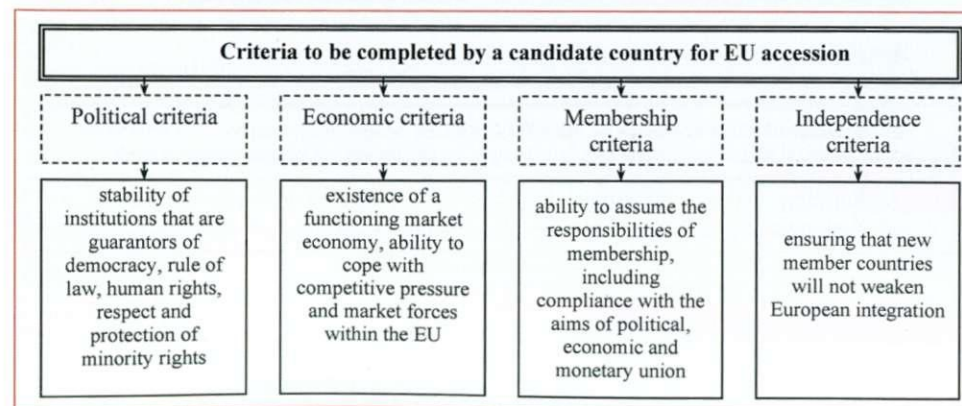 Criteria to be completed by a candidate country for EU accession
Political criteria
Economic criteria
Membership
criteria
Independence
criteria
stability of
institutions that are
guarantors of
democracy, rule of
law, human rights,
respect and
protection of
minority rights
existence of a
functioning market
economy, ability to
cope with
competitive pressure
and market forces
within the EU
ability to assume the
responsibilities of
membership,
including
compliance with the
aims of political,
economic and
monetary union
ensuring that new
member countries
will not weaken
European integration